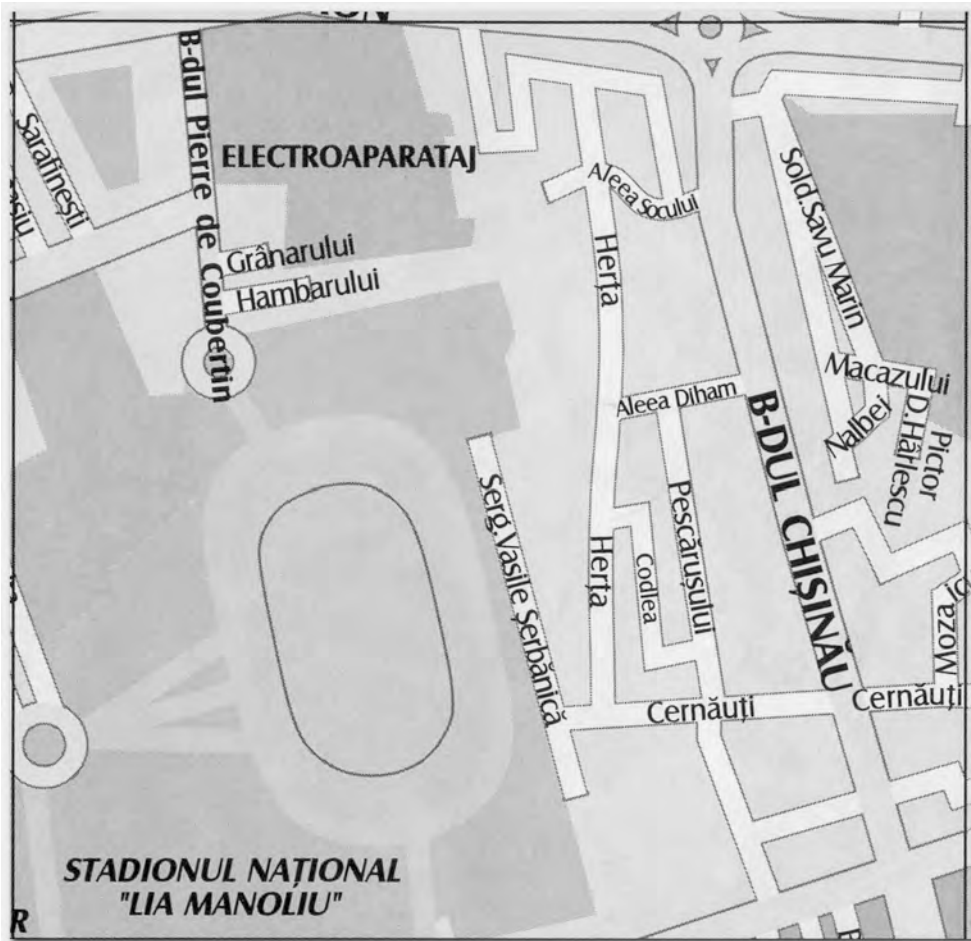 B-dul Pierre de Coubertin
Sarafinești
ELECTROAPARATAJ
Grânarului
Hambarului
Aleea Socului
Herța
Sold. Savu Marin
Macazului
Nalbei
Pictor
D. Hârlescu
Aleea Diham
B-DUL CHIȘINĂU
Serg. Vasile Șerbănică
Herța
Codlea
Pescărușului
Moza
Cernăuți
Cernăuți
STADIONUL NAȚIONAL
"LIA MANOLIU"
R